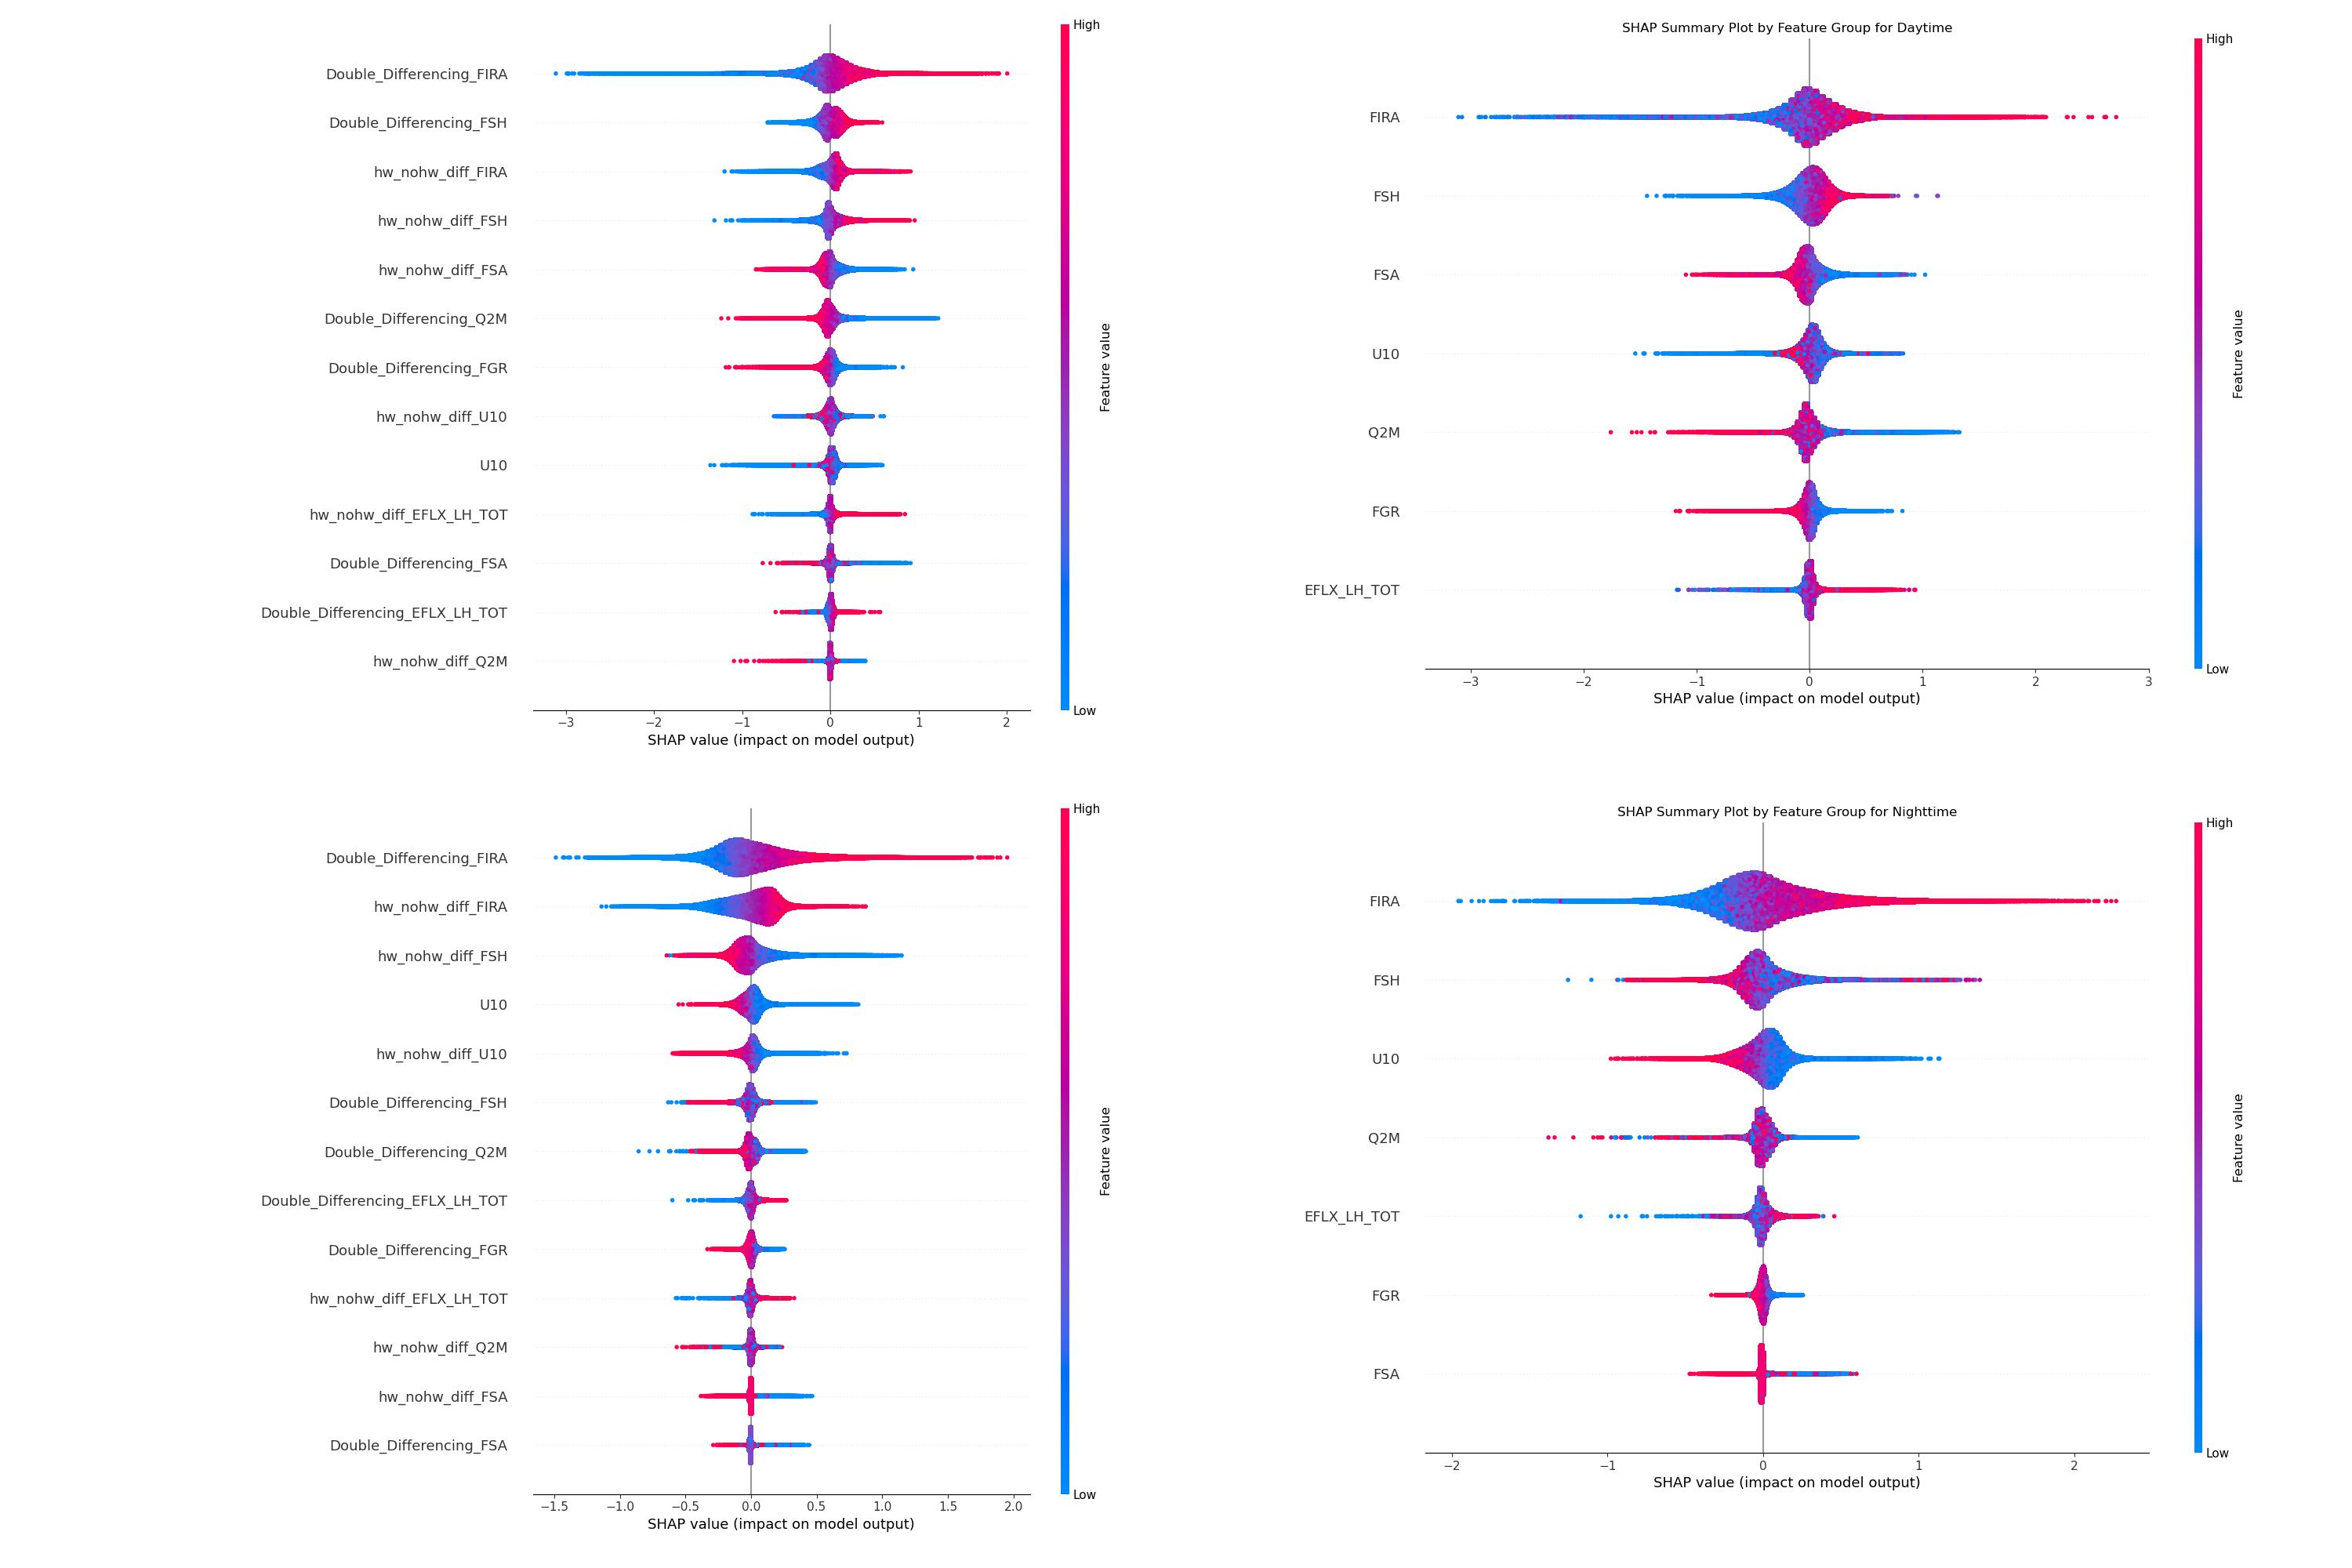 High
Double_Differencing_FIRA
Double_Differencing_FSH
hw_nohw_diff_FIRA
hw_nohw_diff_FSH
hw_nohw_diff_FSA
Double_Differencing_Q2M
Double_Differencing_FGR
hw_nohw_diff_U10
U10
hw_nohw_diff_EFLX_LH_TOT
Double_Differencing_FSA
Double_Differencing_EFLX_LH_TOT
hw_nohw_diff_Q2M
Feature value
Low
−3 −2 −1 0 1 2
SHAP value (impact on model output)
SHAP Summary Plot by Feature Group for Daytime
High
FIRA
FSH
FSA
U10
Q2M
FGR
EFLX_LH_TOT
Feature value
Low
−3 −2 −1 0 1 2 3
SHAP value (impact on model output)
High
Double_Differencing_FIRA
hw_nohw_diff_FIRA
hw_nohw_diff_FSH
U10
hw_nohw_diff_U10
Double_Differencing_FSH
Double_Differencing_Q2M
Double_Differencing_EFLX_LH_TOT
Double_Differencing_FGR
hw_nohw_diff_EFLX_LH_TOT
hw_nohw_diff_Q2M
hw_nohw_diff_FSA
Double_Differencing_FSA
Feature value
Low
−1.5 −1.0 −0.5 0.0 0.5 1.0 1.5 2.0
SHAP value (impact on model output)
SHAP Summary Plot by Feature Group for Nighttime
High
FIRA
FSH
U10
Q2M
EFLX_LH_TOT
FGR
FSA
Feature value
Low
−2 −1 0 1 2
SHAP value (impact on model output)